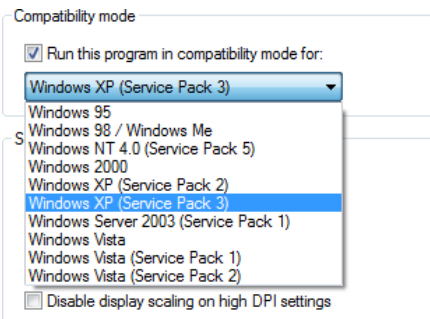 Compatibility mode
Run this program in compatibility mode for:
Windows XP (Service Pack 3)
Windows 95
S
Windows 98 / Windows Me
Windows NT 4.0 (Service Pack 5)
Windows 2000
Windows XP (Service Pack 2)
Windows XP (Service Pack 3)
Windows Server 2003 (Service Pack 1)
Windows Vista
Windows Vista (Service Pack 1)
Windows Vista (Service Pack 2)
Disable display scaling on high DPI settings